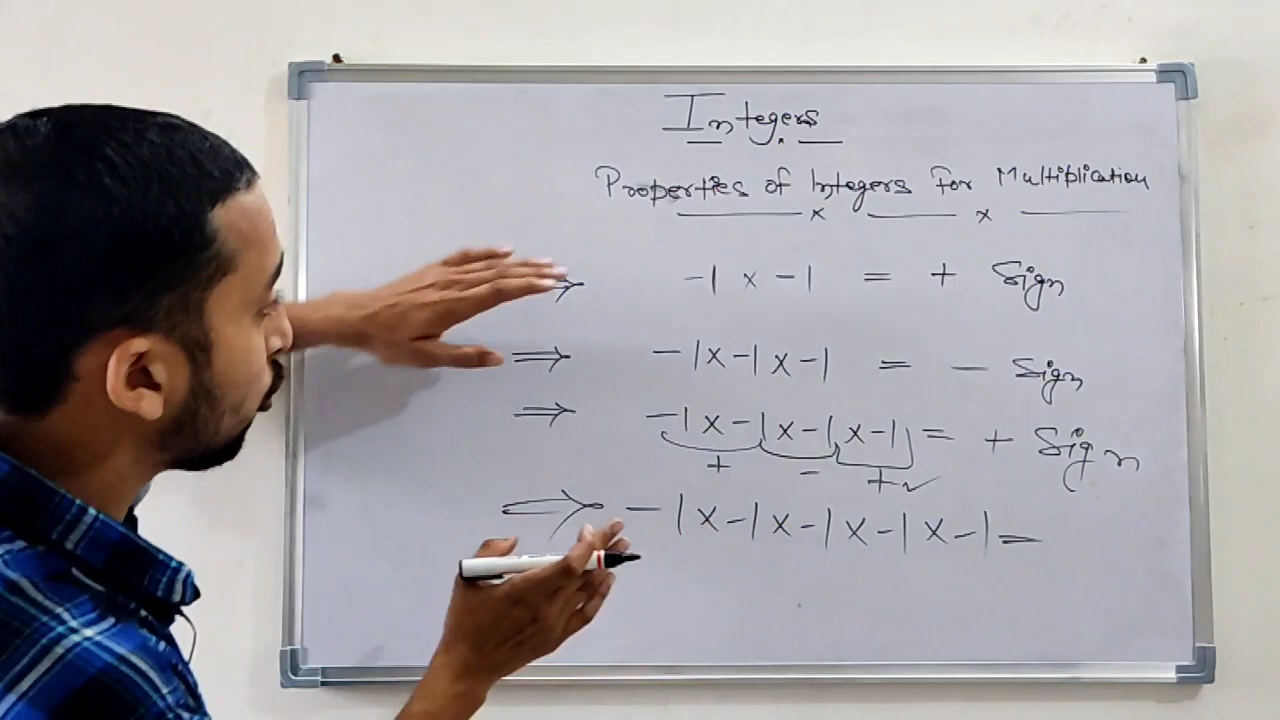 Integers
Properties of Integers For Multiplication
⇒ -1 x -1 = + Sign
⇒ -1 x -1 x -1 = - Sign
⇒ -1 x -1 x -1 x -1 = + Sign
+ - + ✓
⇒ -1 x -1 x -1 x -1 x -1 =